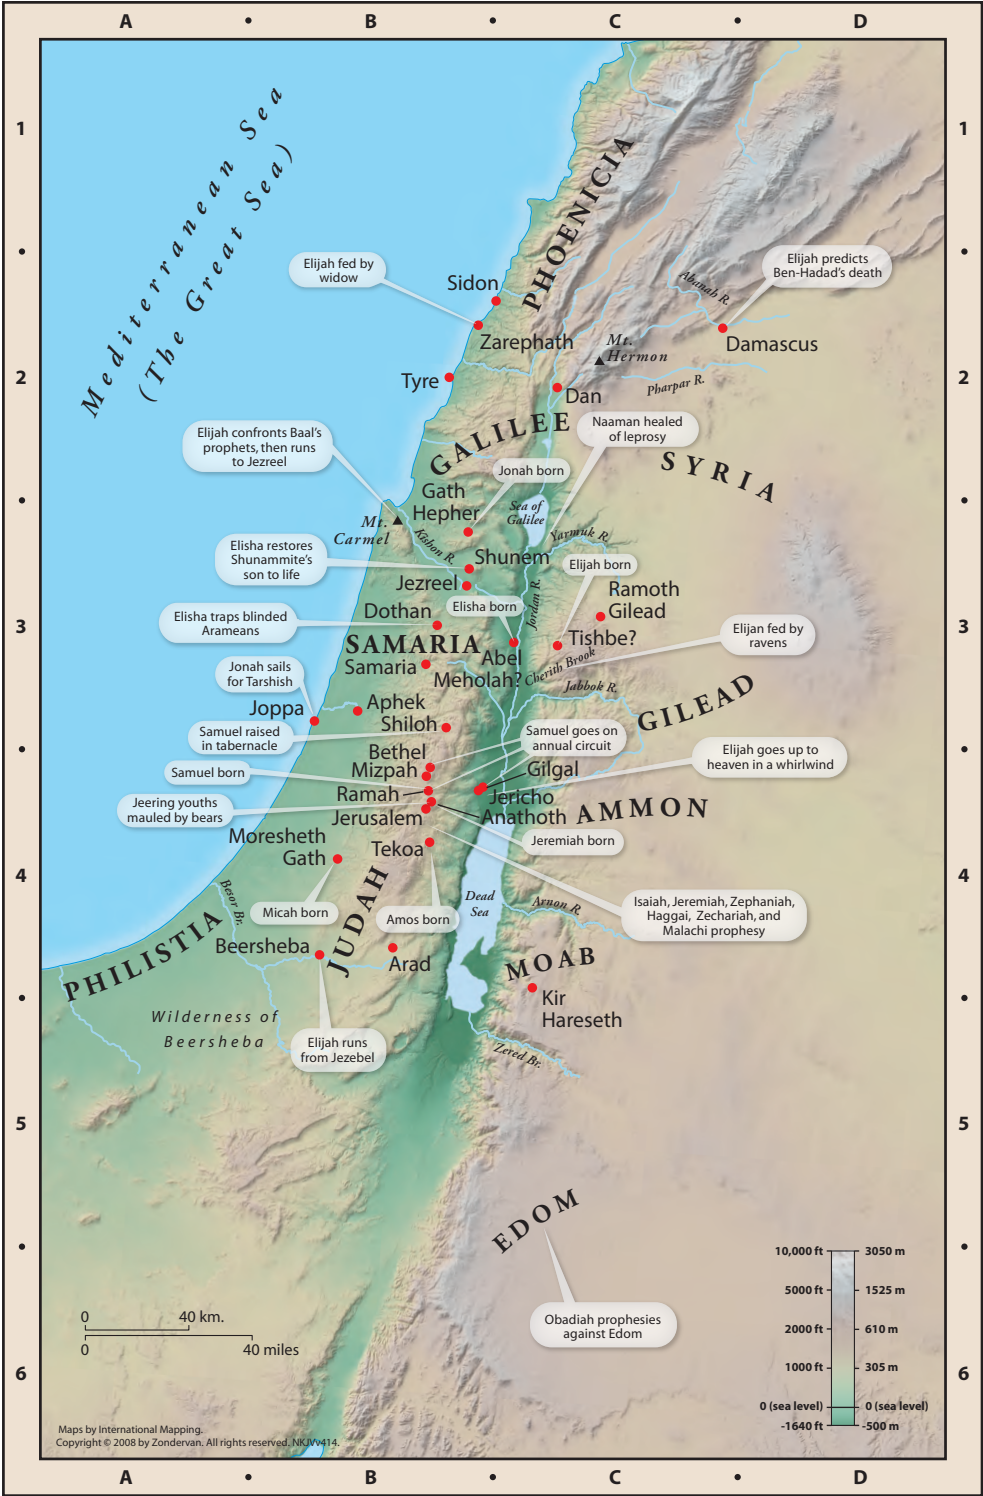 A
B
C
D
1
1
Mediterranean Sea
(The Great Sea)
PHOENICIA
Elijah fed by
widow
Sidon
Elijah predicts
Ben-Hadad's death
Abanah R.
Zarephath
Mt.
Hermon
Damascus
2
2
Tyre
Dan
Pharpar R.
GALILEE
Naaman healed
of leprosy
Elijah confronts Baal's
prophets, then runs
to Jezreel
SYRIA
Jonah born
Gath
Hepher
Sea of
Galilee
Mt.
Carmel
Kishon R.
Yarmuk R.
Elisha restores
Shunammite's
son to life
Shunem
Elijah born
Jezreel
Jordan R.
Ramoth
Gilead
Dothan
Elisha born
Elisha traps blinded
Arameans
3
3
Tishbe?
Elijan fed by
ravens
SAMARIA
Samaria
Abel
Meholah?
Cherith Brook
Jonah sails
for Tarshish
Jabbok R.
GILEAD
Joppa
Aphek
Shiloh
Samuel raised
in tabernacle
Samuel goes on
annual circuit
Bethel
Mizpah
Elijah goes up to
heaven in a whirlwind
Samuel born
Gilgal
Ramah
Jericho
Jeering youths
mauled by bears
Jerusalem
Anathoth
AMMON
Moresheth
Gath
Tekoa
Jeremiah born
4
4
JUDAH
Besor Br.
Dead
Sea
Micah born
Amos born
Arnon R.
Isaiah, Jeremiah, Zephaniah,
Haggai, Zechariah, and
Malachi prophesy
PHILISTIA
Beersheba
Arad
MOAB
Kir
Hareseth
Wilderness of
Beersheba
Elijah runs
from Jezebel
Zered Br.
5
5
EDOM
Obadiah prophesies
against Edom
10,000 ft
3050 m
5000 ft
1525 m
2000 ft
610 m
1000 ft
305 m
0 (sea level)
0 (sea level)
-1640 ft
-500 m
0
40 km.
0
40 miles
6
6
Maps by International Mapping.
Copyright © 2008 by Zondervan. All rights reserved. NKJVv414.
A
B
C
D